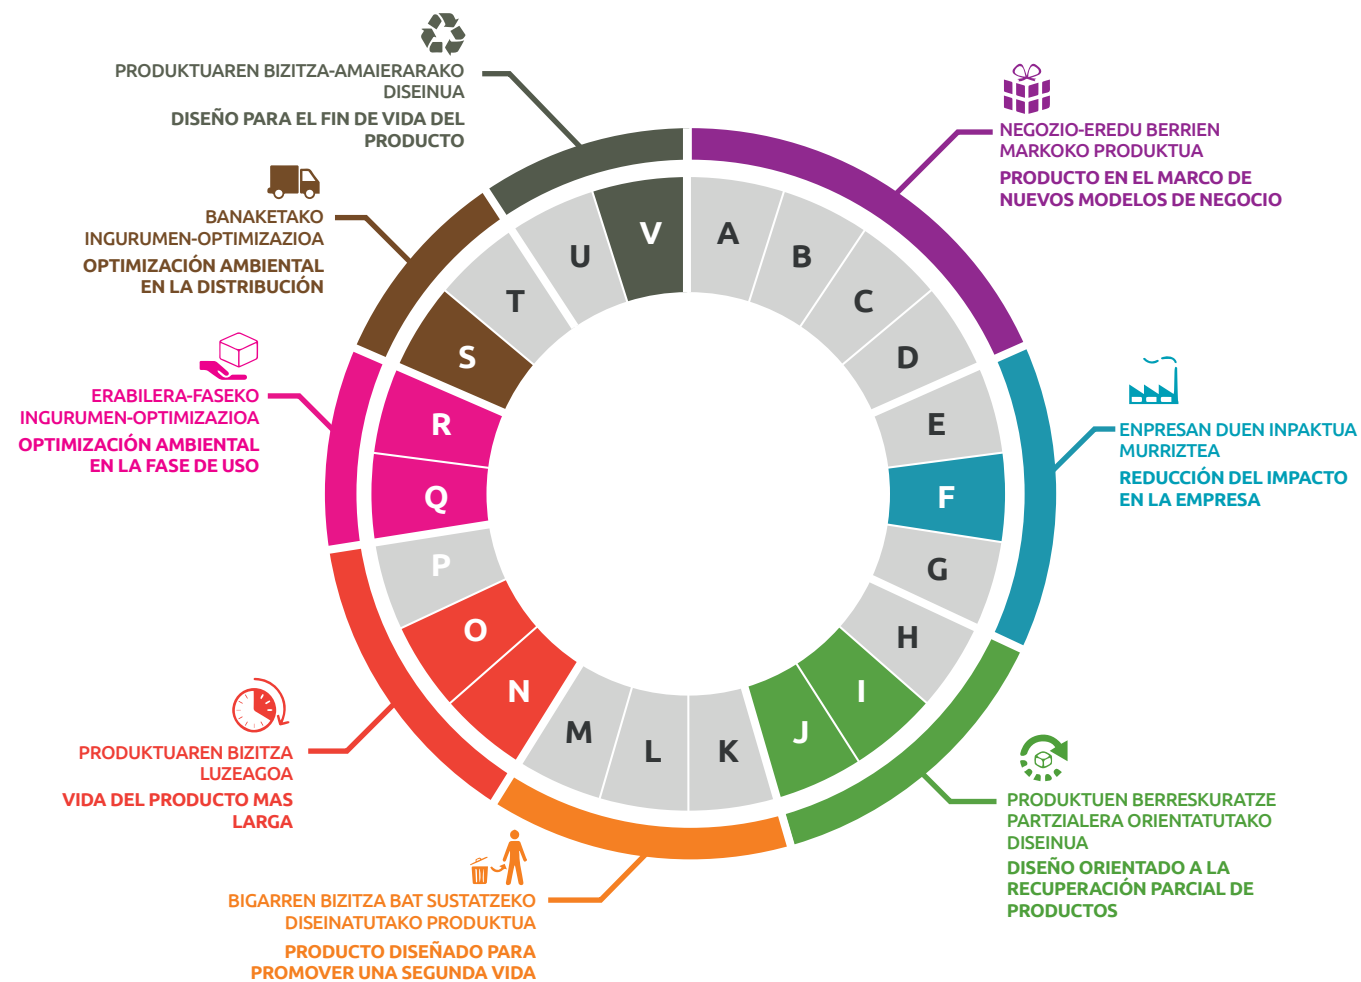 PRODUKTUAREN BIZITZA-AMAIERARAKO
DISEINUA
DISEÑO PARA EL FIN DE VIDA DEL
PRODUCTO
NEGOZIO-EREDU BERRIEN
MARKOKO PRODUKTUA
PRODUCTO EN EL MARCO DE
NUEVOS MODELOS DE NEGOCIO
BANAKETAKO
INGURUMEN-OPTIMIZAZIOA
OPTIMIZACIÓN AMBIENTAL
EN LA DISTRIBUCIÓN
ERABILERA-FASEKO
INGURUMEN-OPTIMIZAZIOA
OPTIMIZACIÓN AMBIENTAL
EN LA FASE DE USO
ENPRESAN DUEN INPAKTUA
MURRIZTEA
REDUCCIÓN DEL IMPACTO
EN LA EMPRESA
PRODUKTUAREN BIZITZA
LUZEAGOA
VIDA DEL PRODUCTO MAS
LARGA
PRODUKTUEN BERRESKURATZE
PARTZIALERA ORIENTATUTAKO
DISEINUA
DISEÑO ORIENTADO A LA
RECUPERACIÓN PARCIAL DE
PRODUCTOS
BIGARREN BIZITZA BAT SUSTATZEKO
DISEINATUTAKO PRODUKTUA
PRODUCTO DISEÑADO PARA
PROMOVER UNA SEGUNDA VIDA
A
B
C
D
E
F
G
H
I
J
K
L
M
N
O
P
Q
R
S
T
U
V